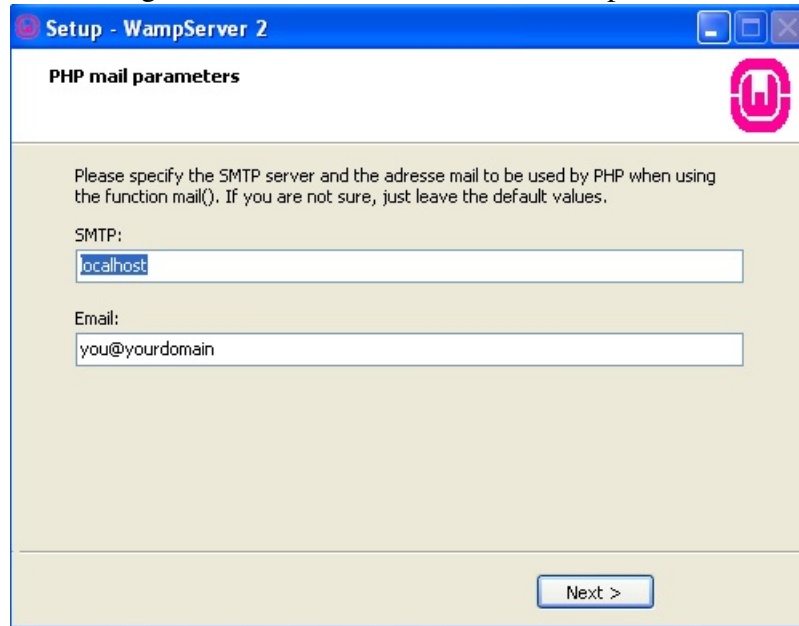 Setup - WampServer 2
PHP mail parameters
Please specify the SMTP server and the adresse mail to be used by PHP when using
the function mail(). If you are not sure, just leave the default values.
SMTP:
localhost
Email:
you@yourdomain
Next >